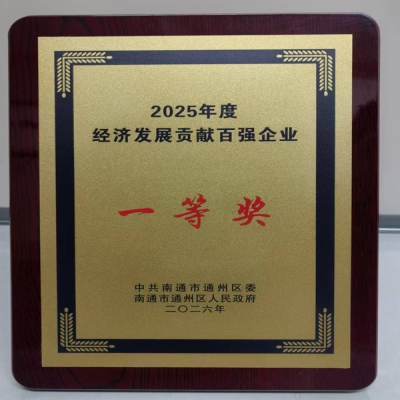 2025年度
经济发展贡献百强企业
一等奖
中共南通市通州区委
南通市通州区人民政府
二〇二六年